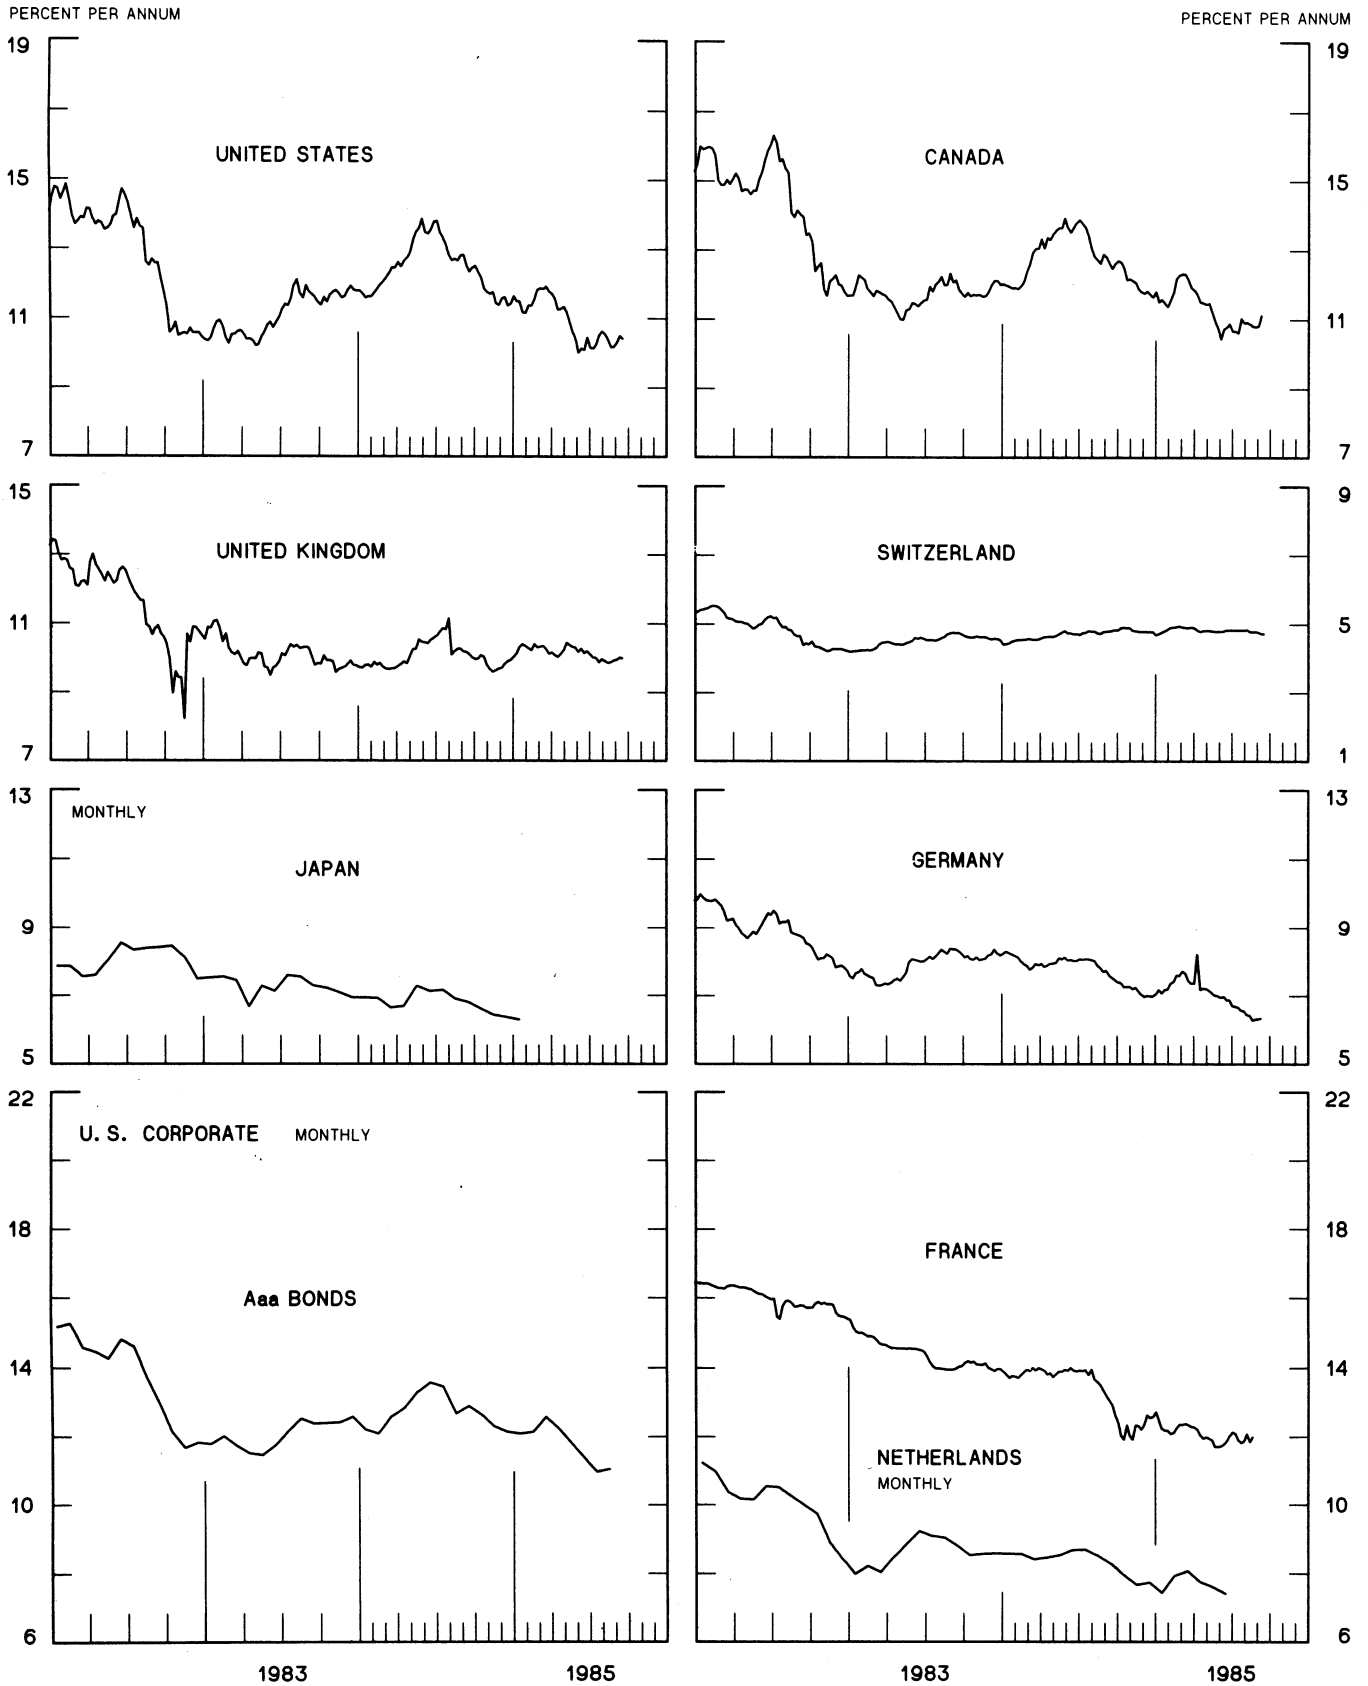 PERCENT PER ANNUM
PERCENT PER ANNUM
19
19
UNITED STATES
CANADA
15
15
11
11
7
7
15
9
UNITED KINGDOM
SWITZERLAND
11
5
7
1
13
13
MONTHLY
JAPAN
GERMANY
9
9
5
5
22
22
U.S. CORPORATE MONTHLY
18
18
FRANCE
Aaa BONDS
14
14
NETHERLANDS
MONTHLY
10
10
6
6
1983
1985
1983
1985